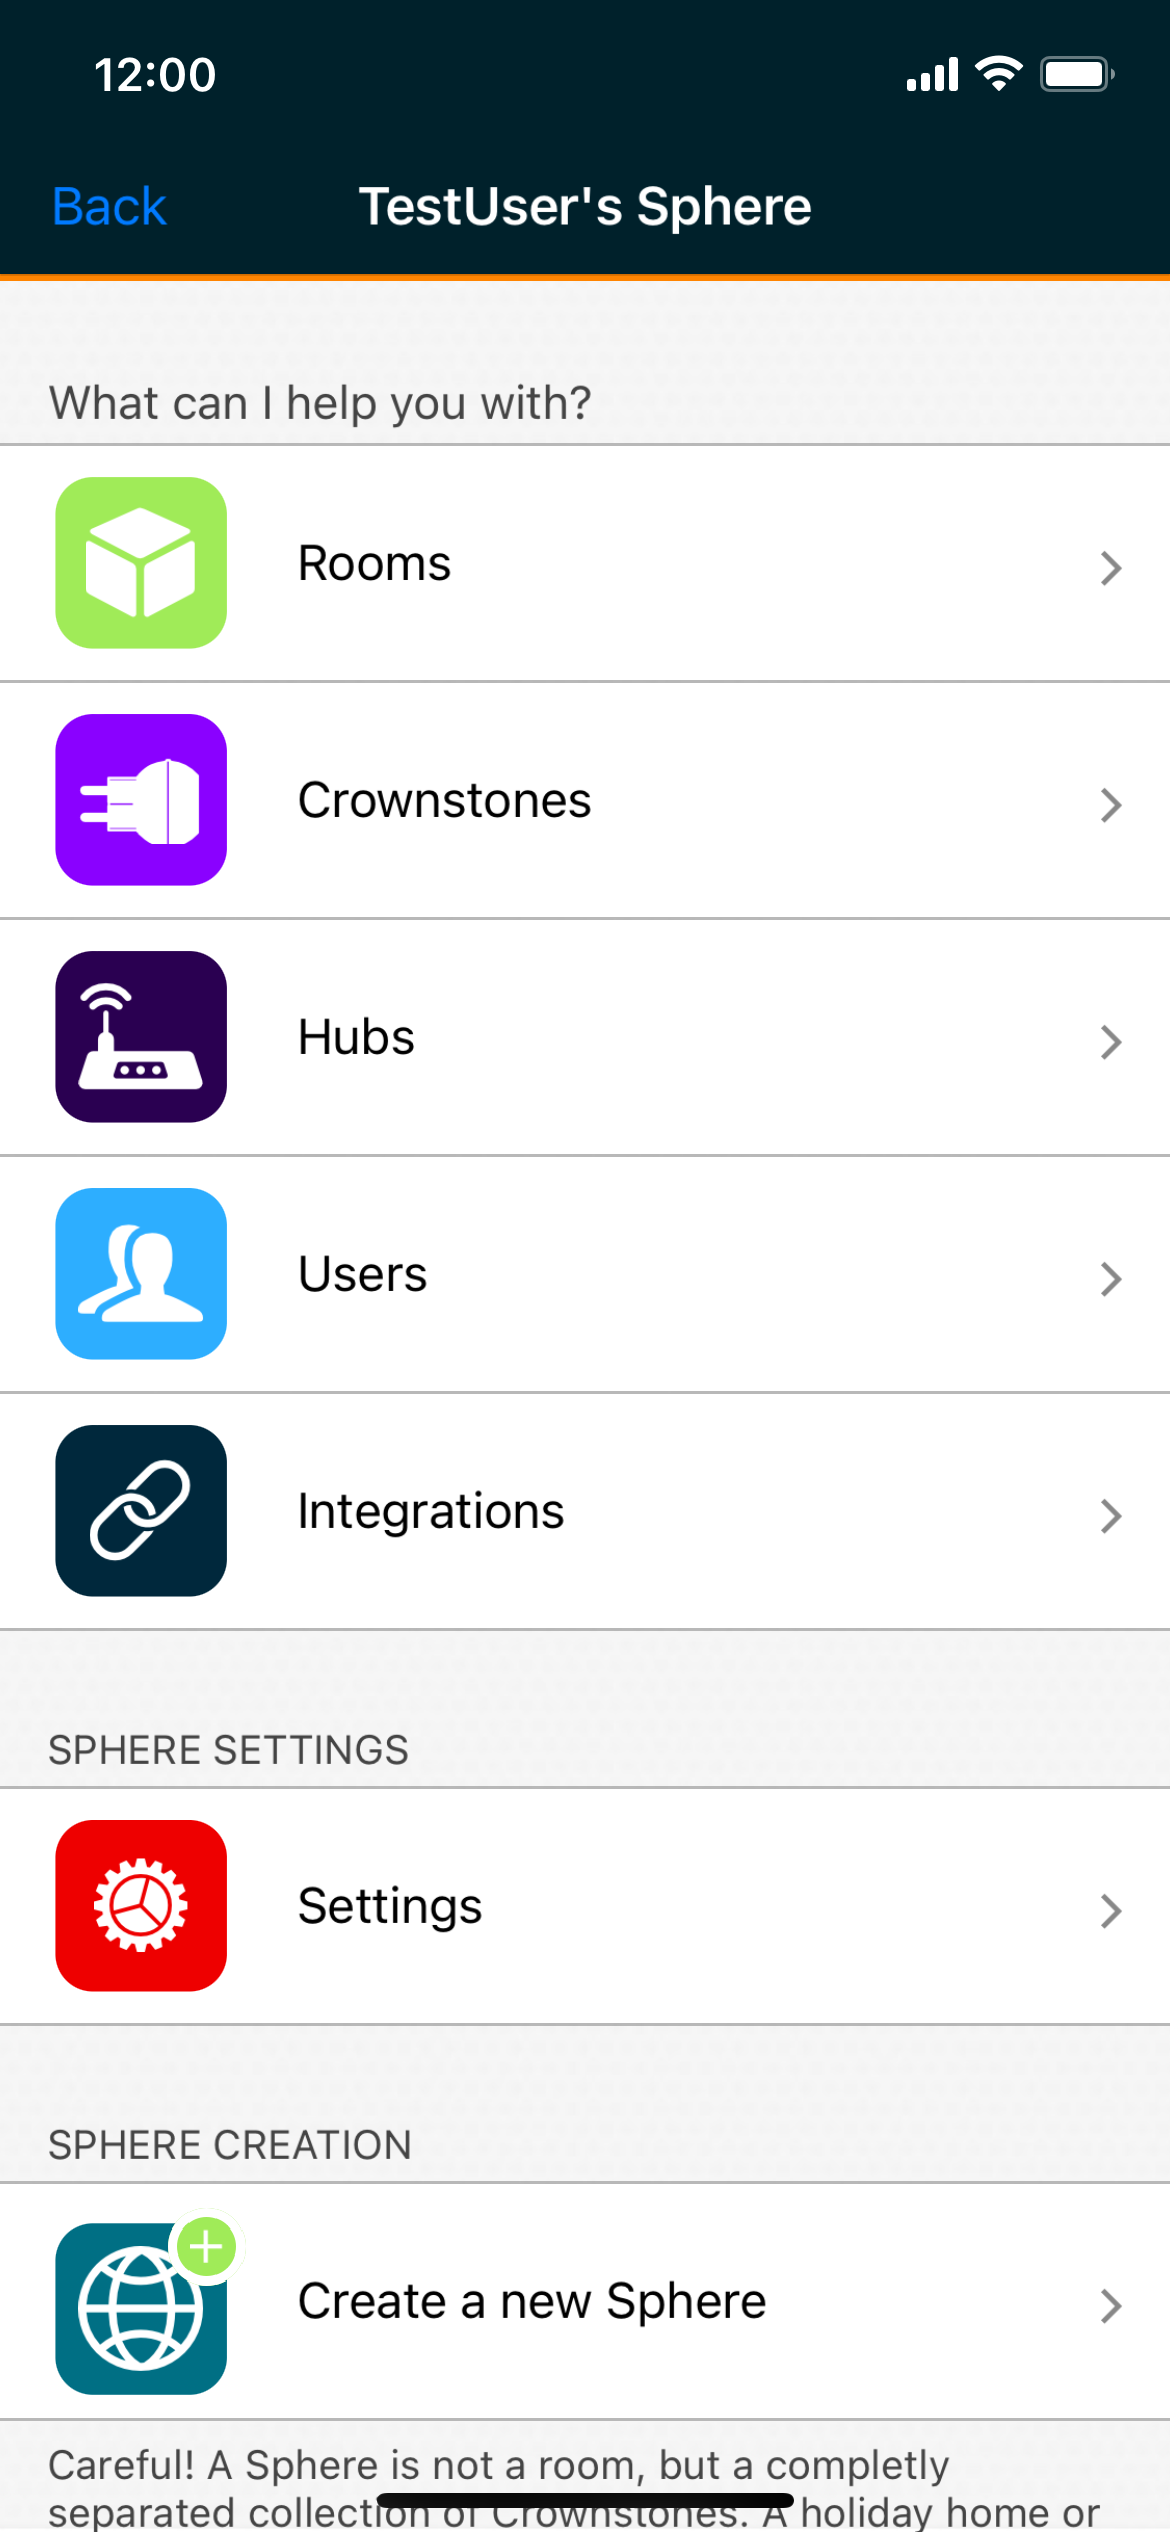 12:00
Back
TestUser's Sphere
What can I help you with?
Rooms
Crownstones
Hubs
Users
Integrations
SPHERE SETTINGS
Settings
SPHERE CREATION
Create a new Sphere
Careful! A Sphere is not a room, but a completly
separated collection of Crownstones. A holiday home or